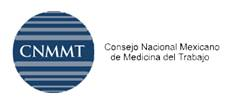 CNMMT
Consejo Nacional Mexicano
de Medicina del Trabajo